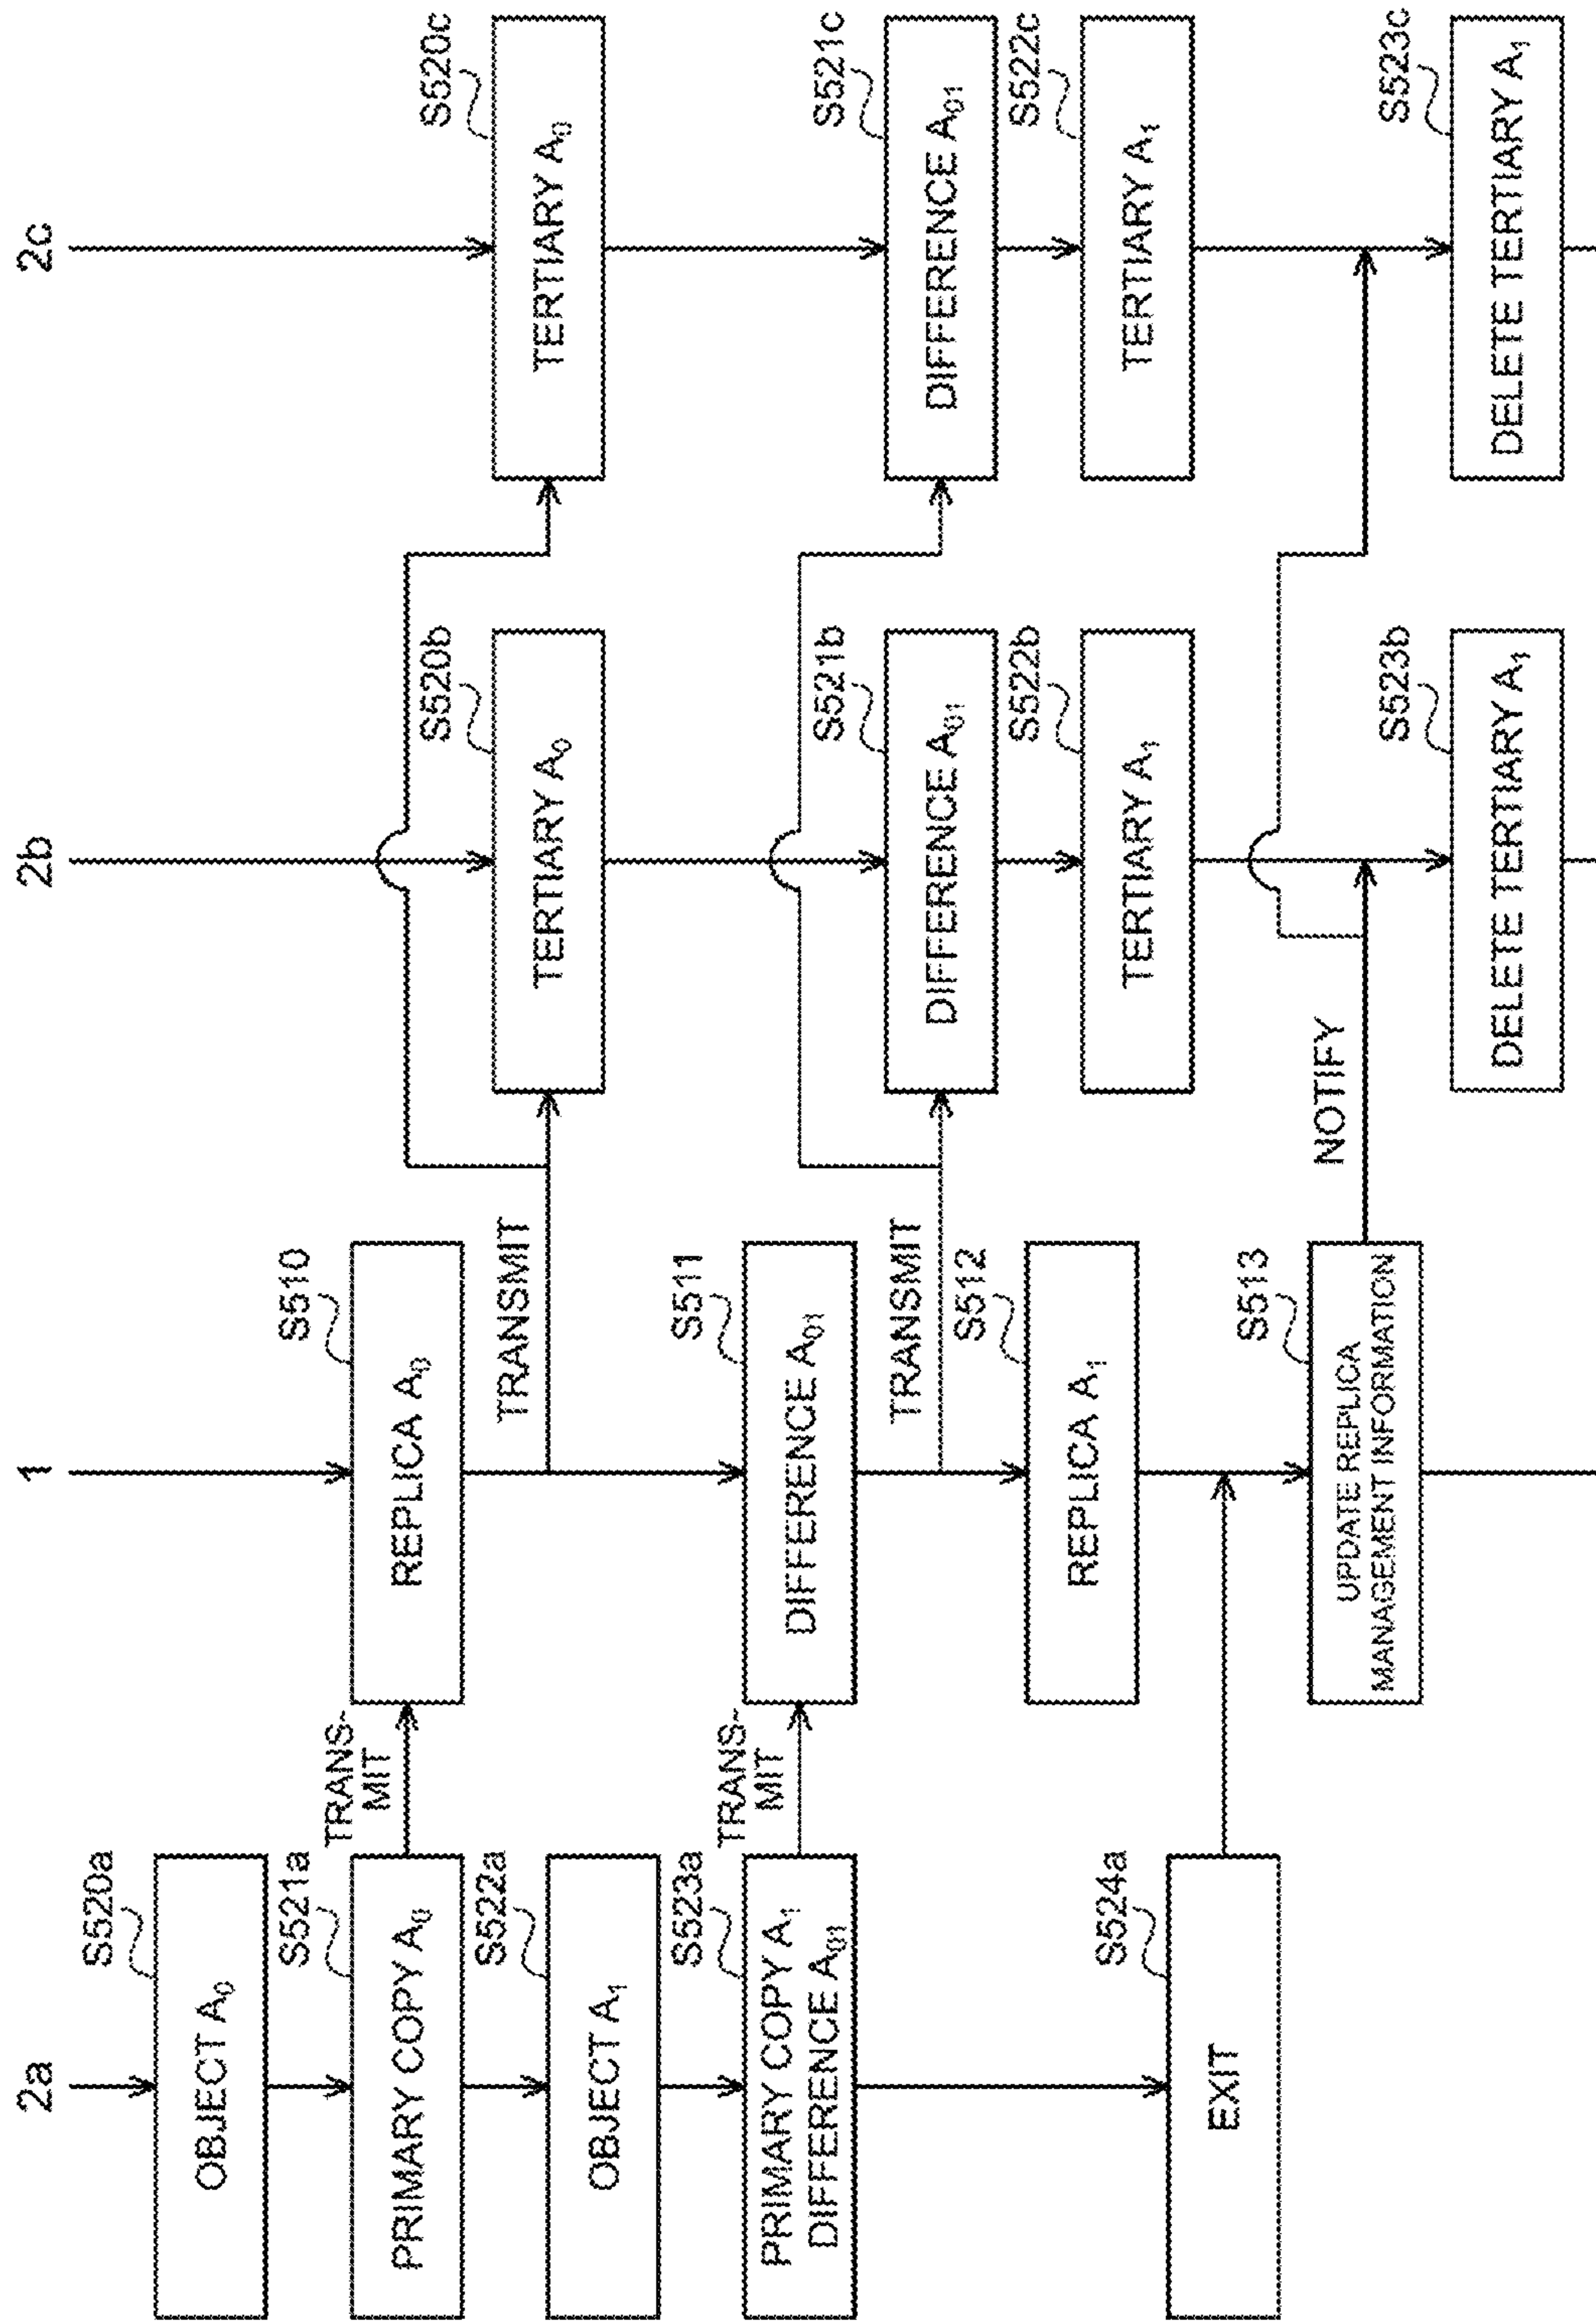 2a
1
2b
2c
S520a
OBJECT A₀
S521a
PRIMARY COPY A₀
TRANS-
MIT
S510
REPLICA A₀
S522a
OBJECT A₁
TRANSMIT
S520b
TERTIARY A₀
S520c
TERTIARY A₀
S523a
PRIMARY COPY A₁
DIFFERENCE A₀₁
TRANS-
MIT
S511
DIFFERENCE A₀₁
TRANSMIT
S521b
DIFFERENCE A₀₁
S521c
DIFFERENCE A₀₁
S512
REPLICA A₁
S522b
TERTIARY A₁
S522c
TERTIARY A₁
S524a
EXIT
S513
UPDATE REPLICA
MANAGEMENT INFORMATION
NOTIFY
S523b
DELETE TERTIARY A₁
S523c
DELETE TERTIARY A₁